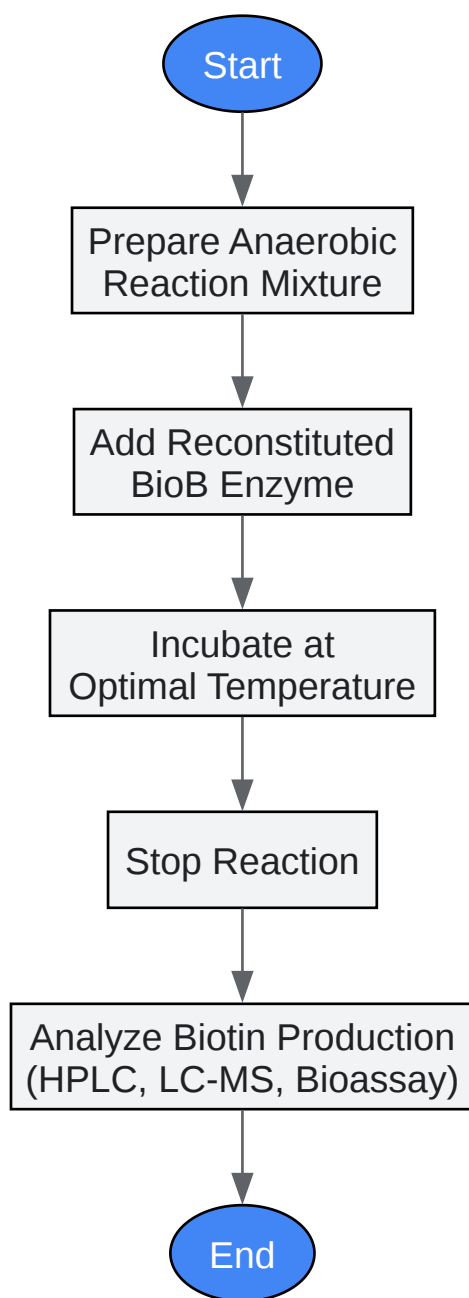 Start
Prepare Anaerobic
Reaction Mixture
Add Reconstituted
BioB Enzyme
Incubate at
Optimal Temperature
Stop Reaction
Analyze Biotin Production
(HPLC, LC-MS, Bioassay)
End